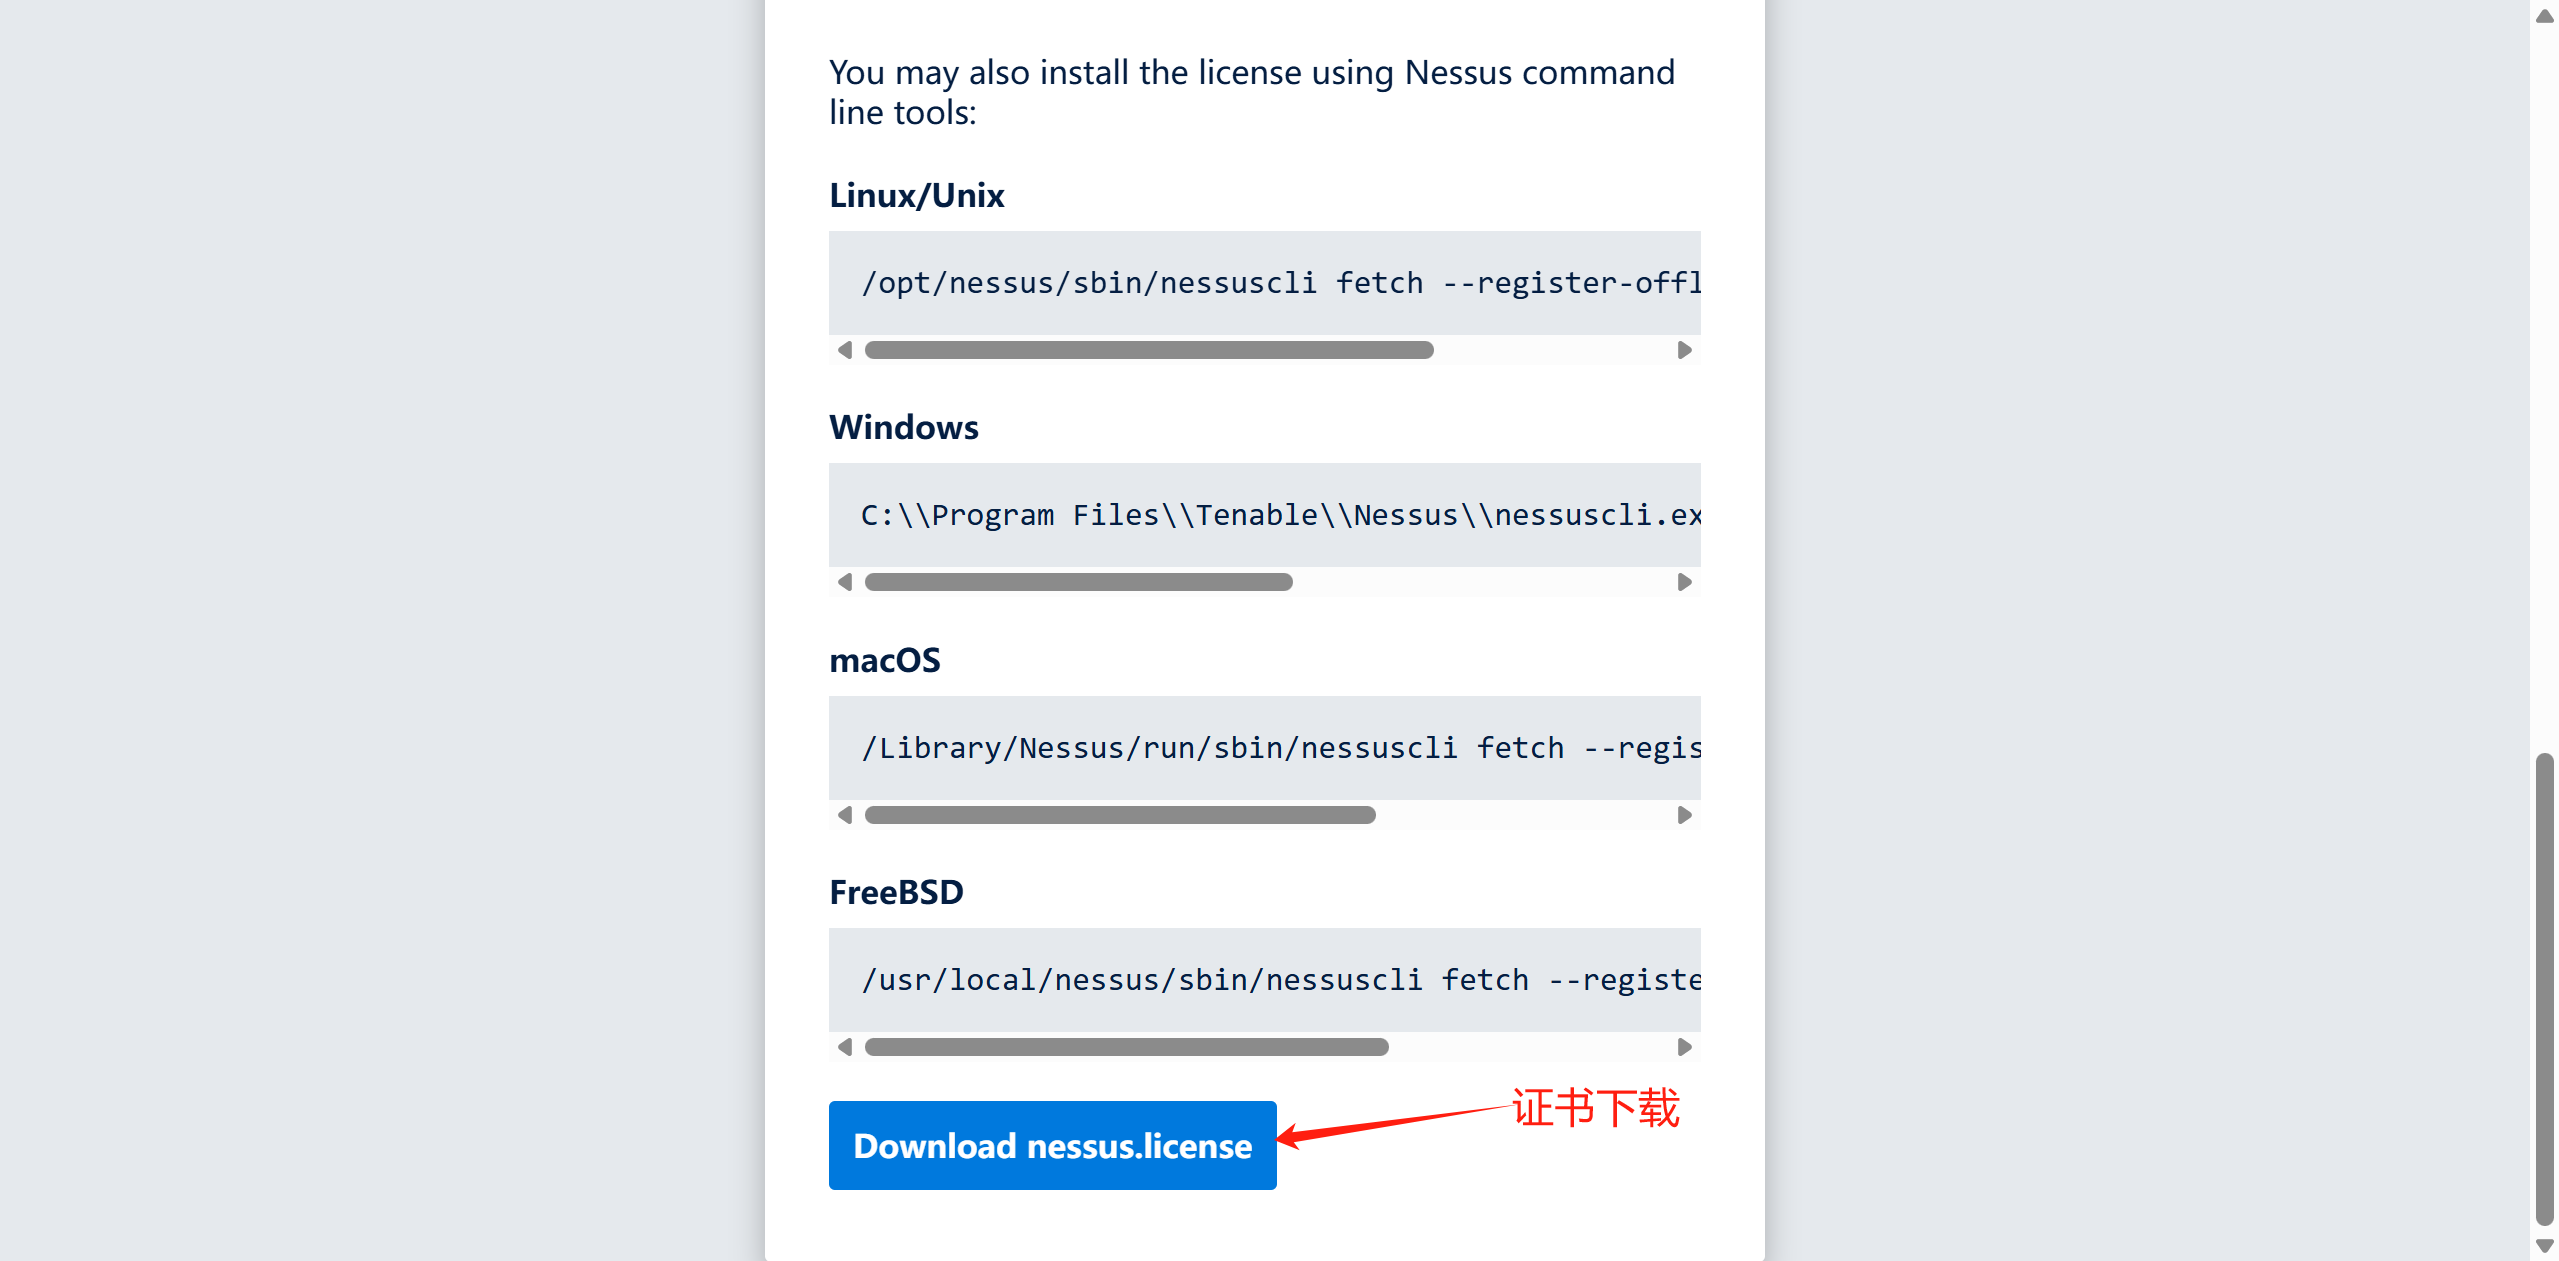 You may also install the license using Nessus command
line tools:
Linux/Unix
/opt/nessus/sbin/nessuscli fetch --register-offl
Windows
C:\\Program Files\\Tenable\\Nessus\\nessuscli.ex
macOS
/Library/Nessus/run/sbin/nessuscli fetch --regis
FreeBSD
/usr/local/nessus/sbin/nessuscli fetch --registe
证书下载
Download nessus.license